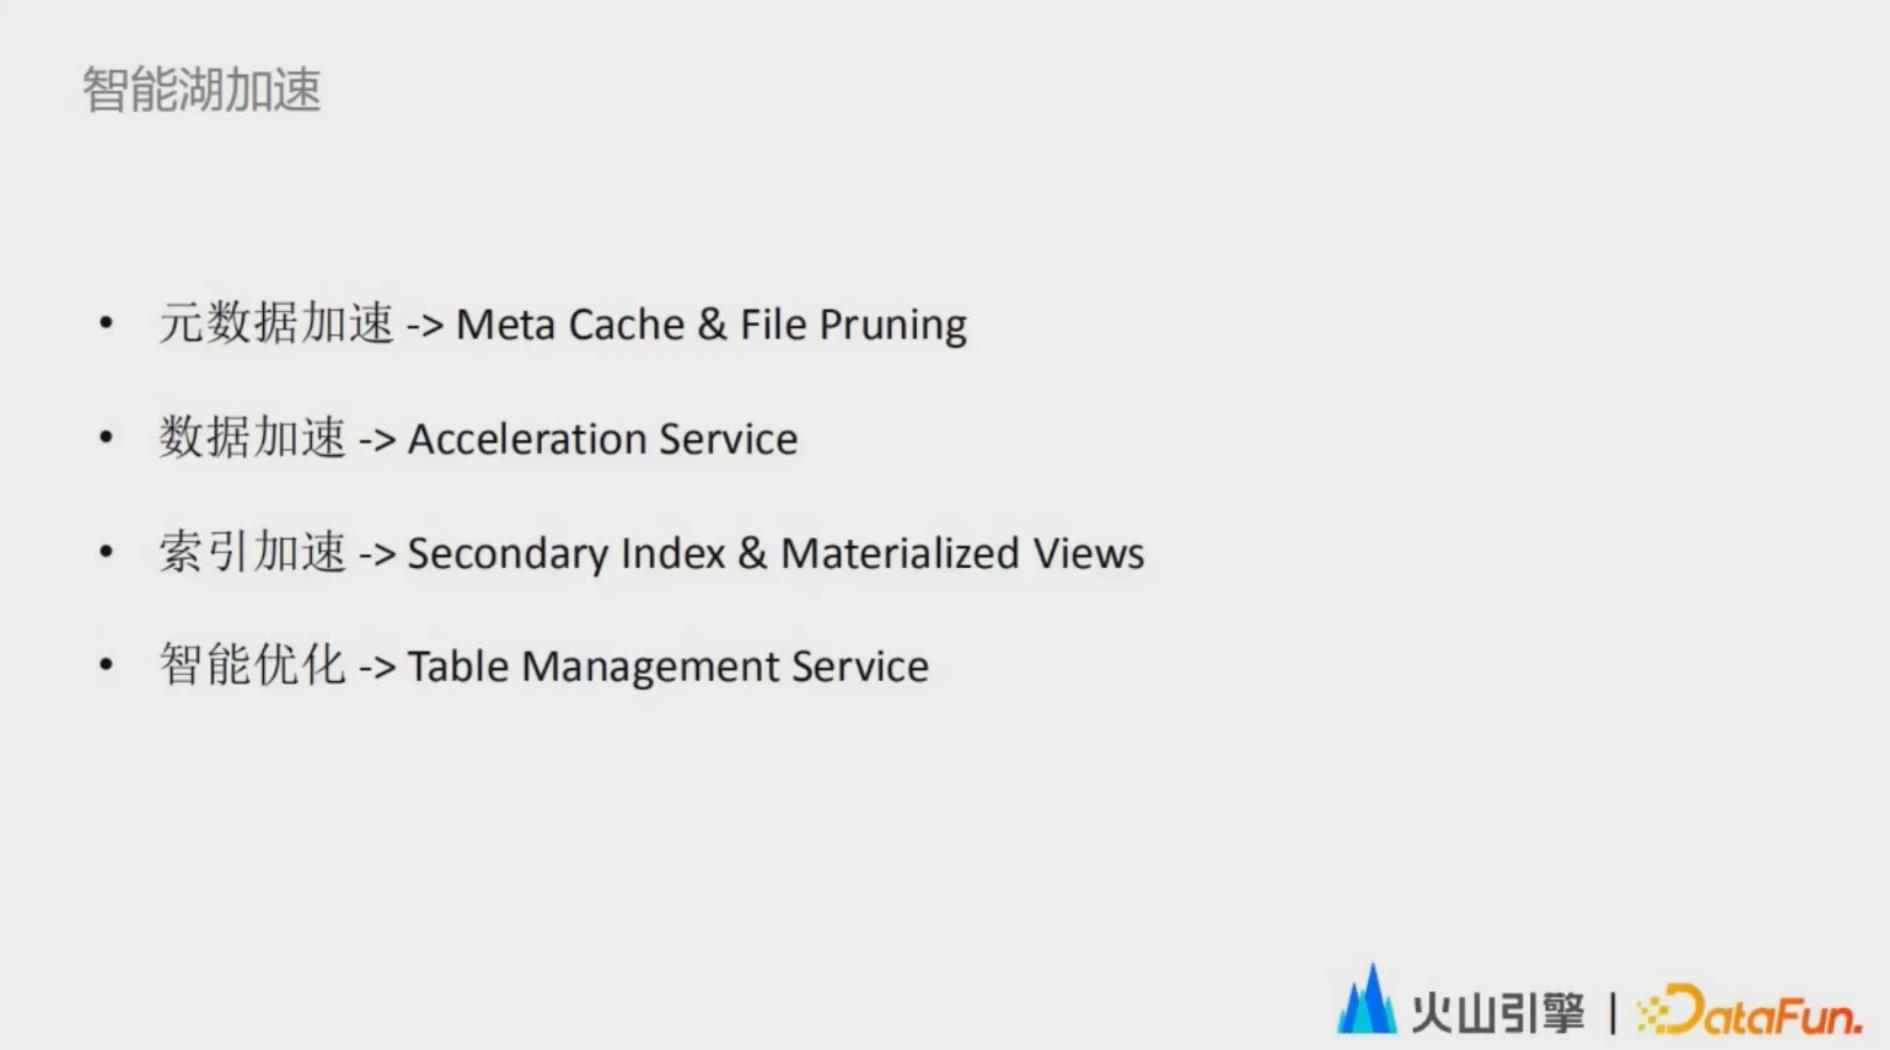 智能湖加速
• 元数据加速 -> Meta Cache & File Pruning
• 数据加速 -> Acceleration Service
• 索引加速 -> Secondary Index & Materialized Views
• 智能优化 -> Table Management Service
火山引擎 | DataFun.